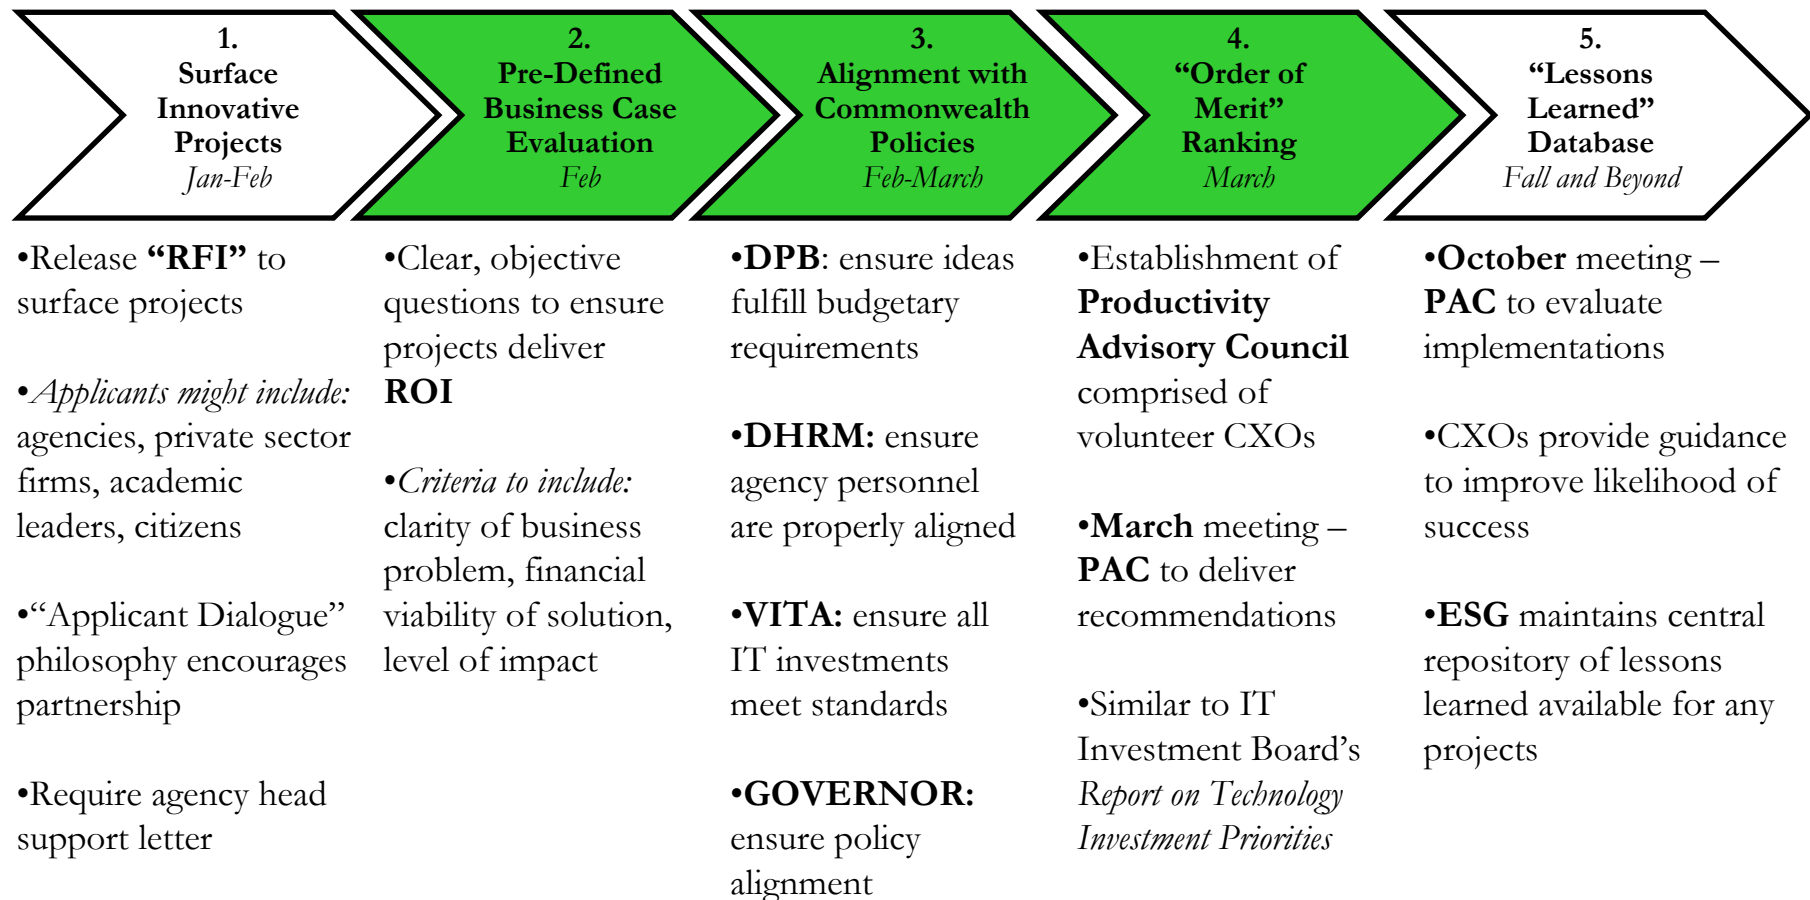 1.
Surface
Innovative
Projects
Jan-Feb
2.
Pre-Defined
Business Case
Evaluation
Feb
3.
Alignment with
Commonwealth
Policies
Feb-March
4.
“Order of
Merit”
Ranking
March
5.
“Lessons
Learned”
Database
Fall and Beyond
•Release “RFI” to
surface projects
•Applicants might include:
agencies, private sector
firms, academic
leaders, citizens
•“Applicant Dialogue”
philosophy encourages
partnership
•Require agency head
support letter
•Clear, objective
questions to ensure
projects deliver
ROI
•Criteria to include:
clarity of business
problem, financial
viability of solution,
level of impact
•DPB: ensure ideas
fulfill budgetary
requirements
•DHRM: ensure
agency personnel
are properly aligned
•VITA: ensure all
IT investments
meet standards
•GOVERNOR:
ensure policy
alignment
•Establishment of
Productivity
Advisory Council
comprised of
volunteer CXOs
•March meeting –
PAC to deliver
recommendations
•Similar to IT
Investment Board’s
Report on Technology
Investment Priorities
•October meeting –
PAC to evaluate
implementations
•CXOs provide guidance
to improve likelihood of
success
•ESG maintains central
repository of lessons
learned available for any
projects